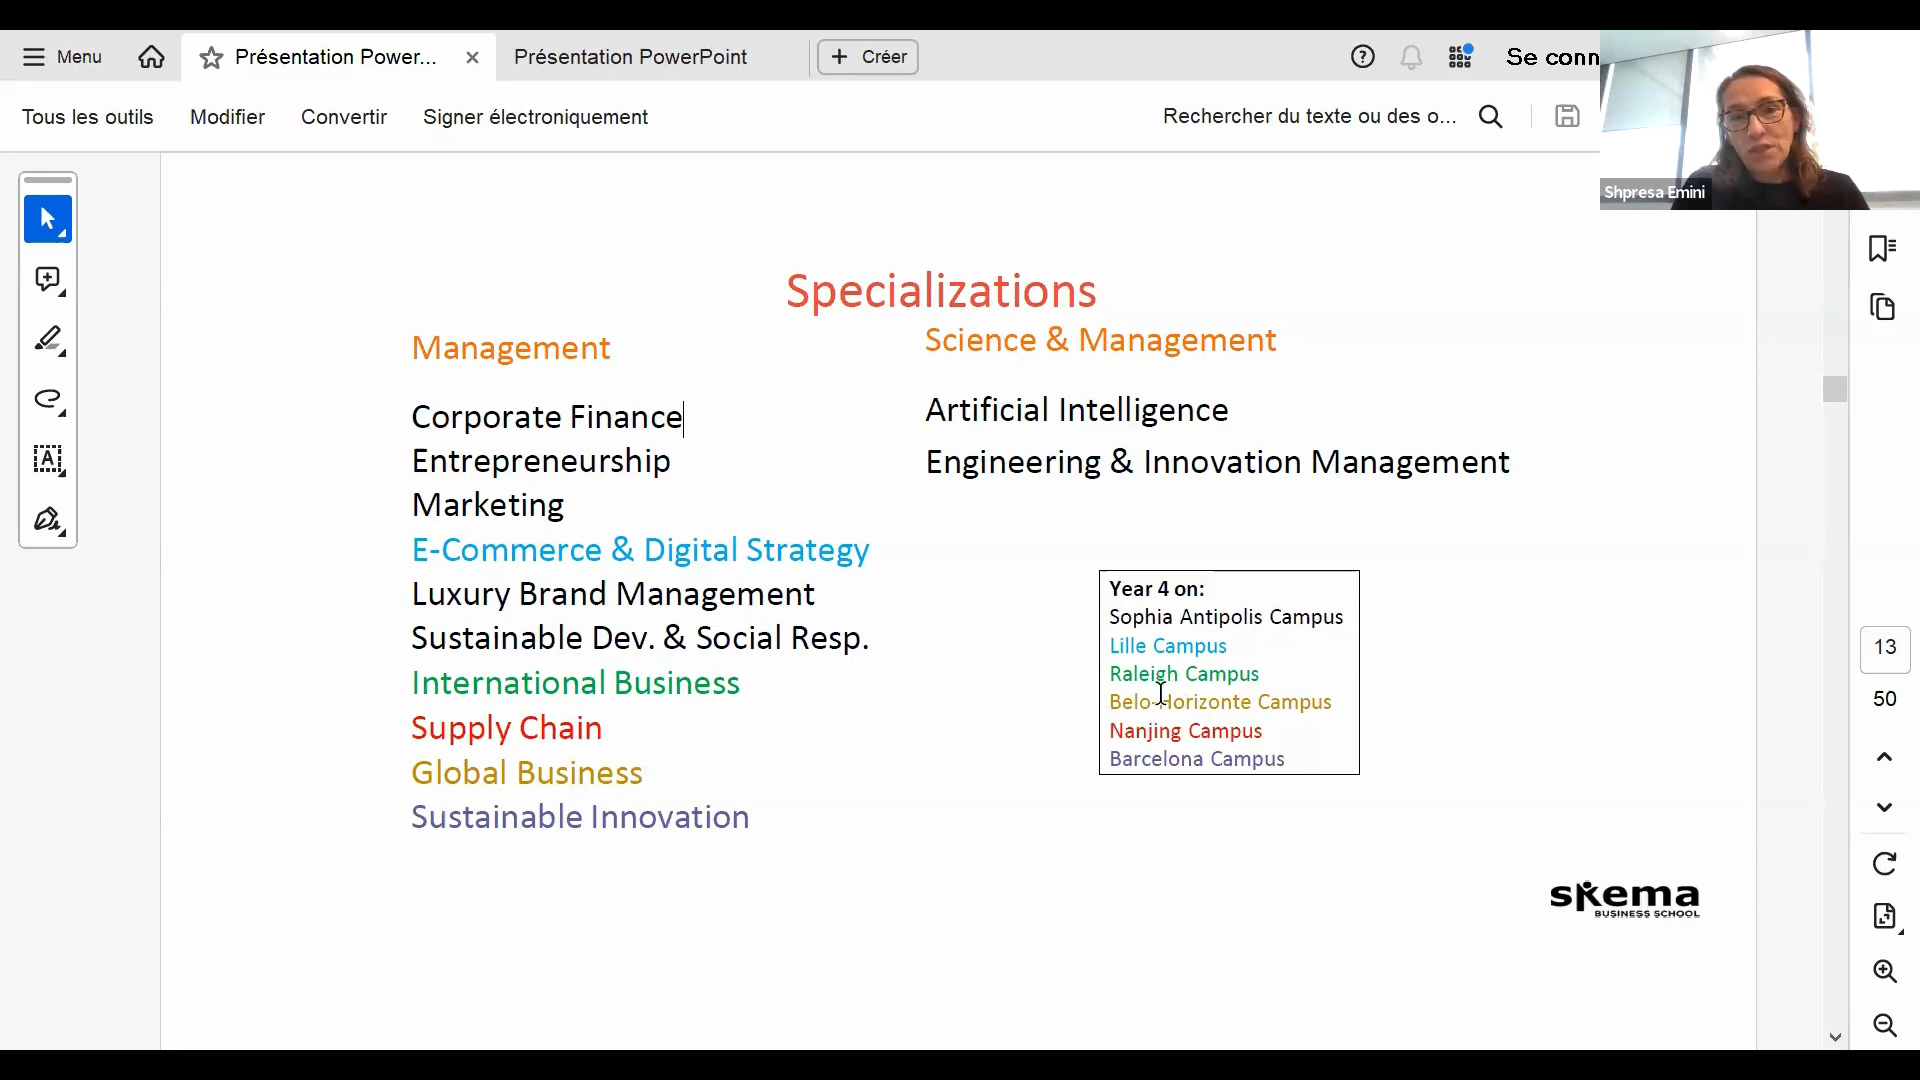 Menu
Présentation Power...
Présentation PowerPoint
Créer
Se conn
Tous les outils
Modifier
Convertir
Signer électroniquement
Rechercher du texte ou des o...
Shpresa Emini
Specializations
Management
Corporate Finance
Entrepreneurship
Marketing
E-Commerce & Digital Strategy
Luxury Brand Management
Sustainable Dev. & Social Resp.
International Business
Supply Chain
Global Business
Sustainable Innovation
Science & Management
Artificial Intelligence
Engineering & Innovation Management
Year 4 on:
Sophia Antipolis Campus
Lille Campus
Raleigh Campus
Belo-Horizonte Campus
Nanjing Campus
Barcelona Campus
skema
BUSINESS SCHOOL
13
50